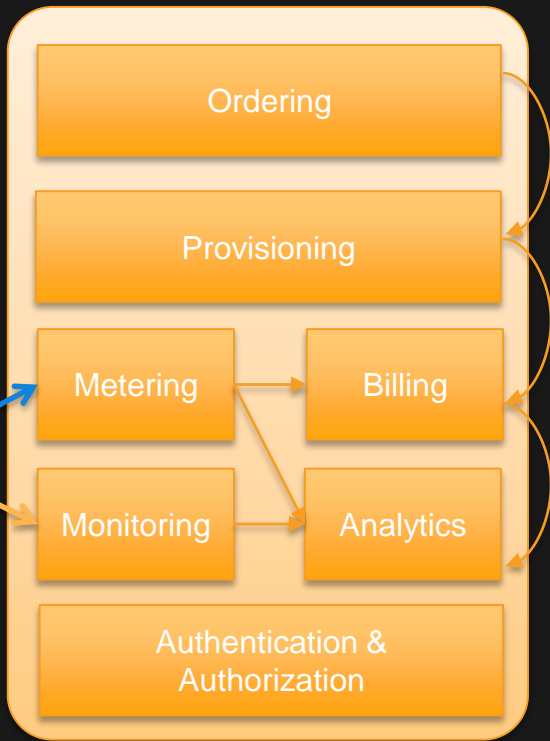 Ordering
Provisioning
Metering
Billing
Monitoring
Analytics
Authentication &
Authorization